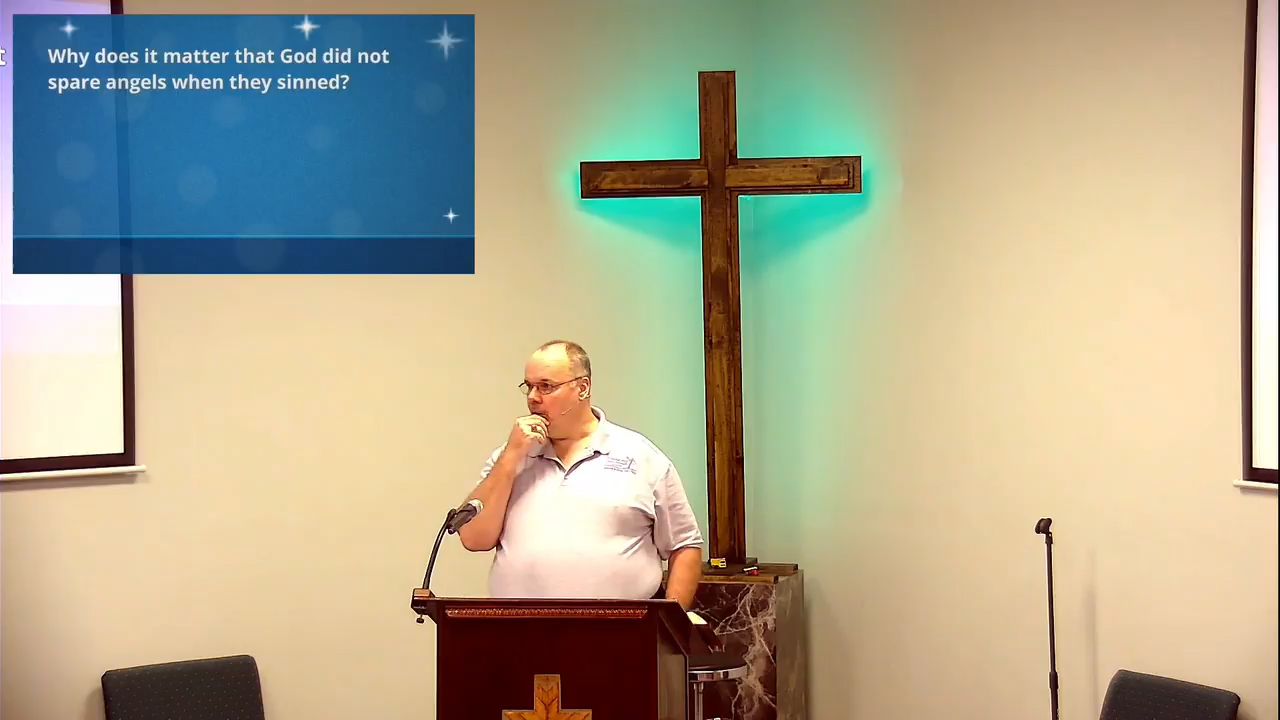 Why does it matter that God did not
spare angels when they sinned?